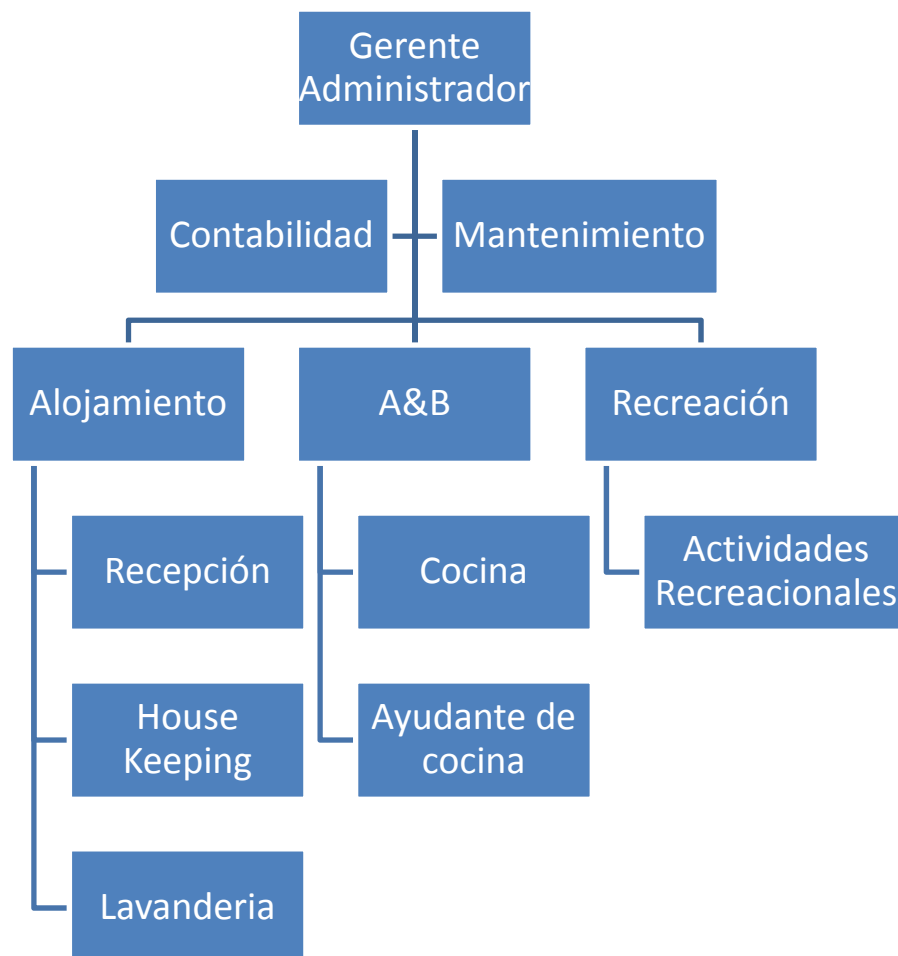 Gerente
Administrador
Contabilidad
Mantenimiento
Alojamiento
A&B
Recreación
Recepción
Cocina
Actividades
Recreacionales
House
Keeping
Ayudante de
cocina
Lavanderia